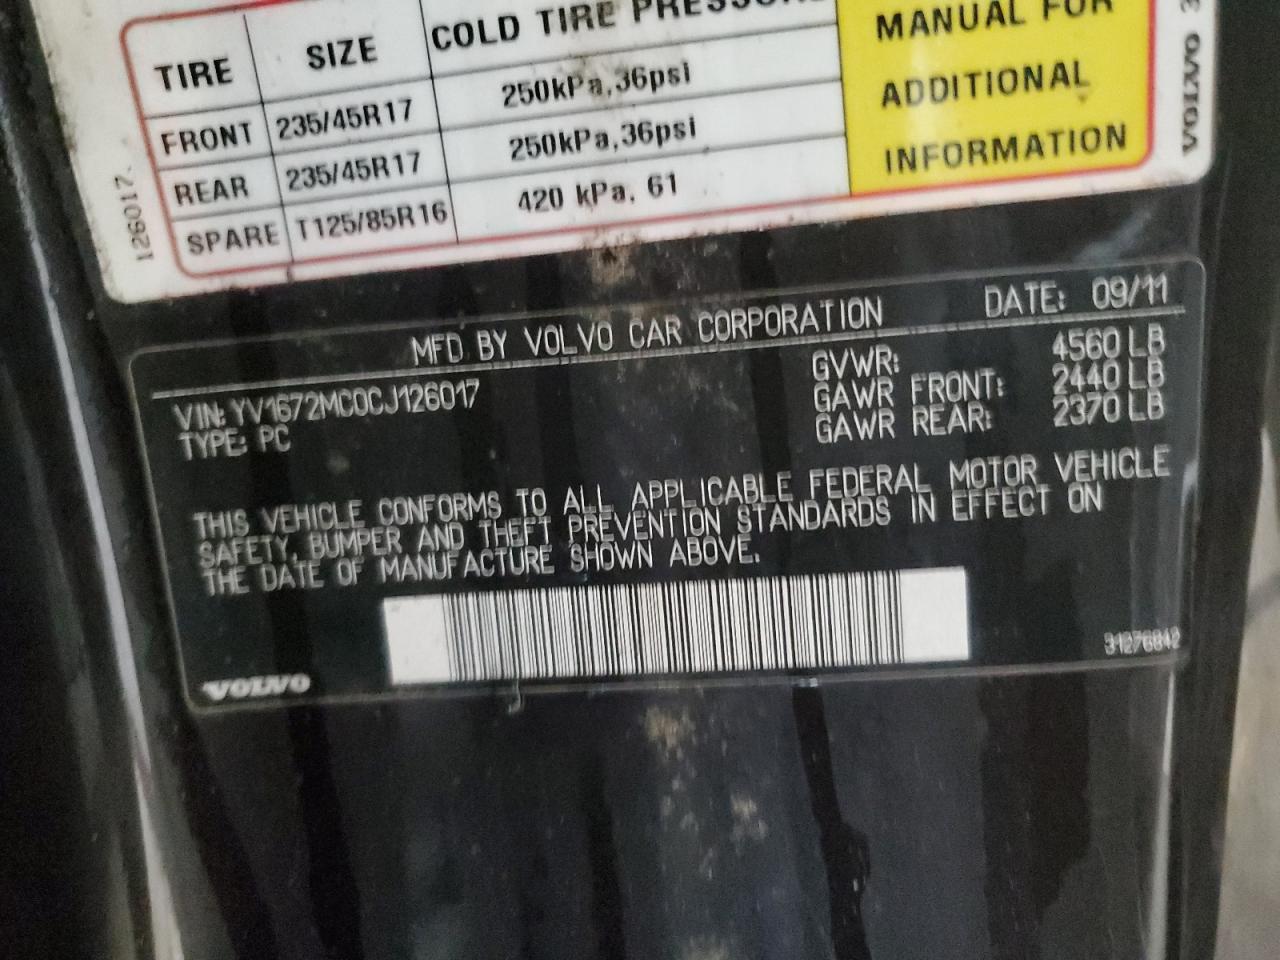 TIRE SIZE COLD TIRE PRESSURE
FRONT 235/45R17 250kPa,36psi
REAR 235/45R17 250kPa,36psi
SPARE T125/85R16 420 kPa. 61
MANUAL FOR
ADDITIONAL
INFORMATION
VOLVO 3
126017.
MFD BY VOLVO CAR CORPORATION DATE: 09/11
VIN: YV1672MC0CJ126017
TYPE: PC
GVWR: 4560 LB
GAWR FRONT: 2440 LB
GAWR REAR: 2370 LB
THIS VEHICLE CONFORMS TO ALL APPLICABLE FEDERAL MOTOR VEHICLE
SAFETY, BUMPER AND THEFT PREVENTION STANDARDS IN EFFECT ON
THE DATE OF MANUFACTURE SHOWN ABOVE.
VOLVO
31276842